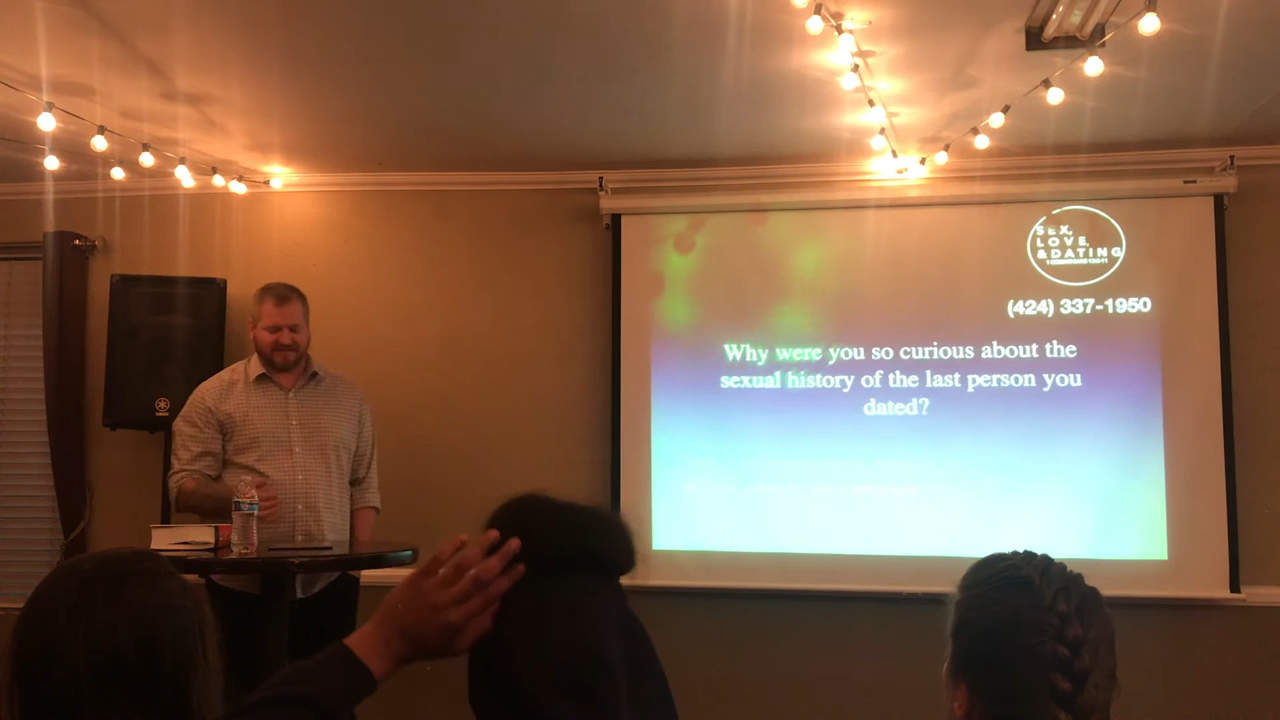 SEX,
LOVE,
& DATING
(424) 337-1950
Why were you so curious about the
sexual history of the last person you
dated?
YAMAHA